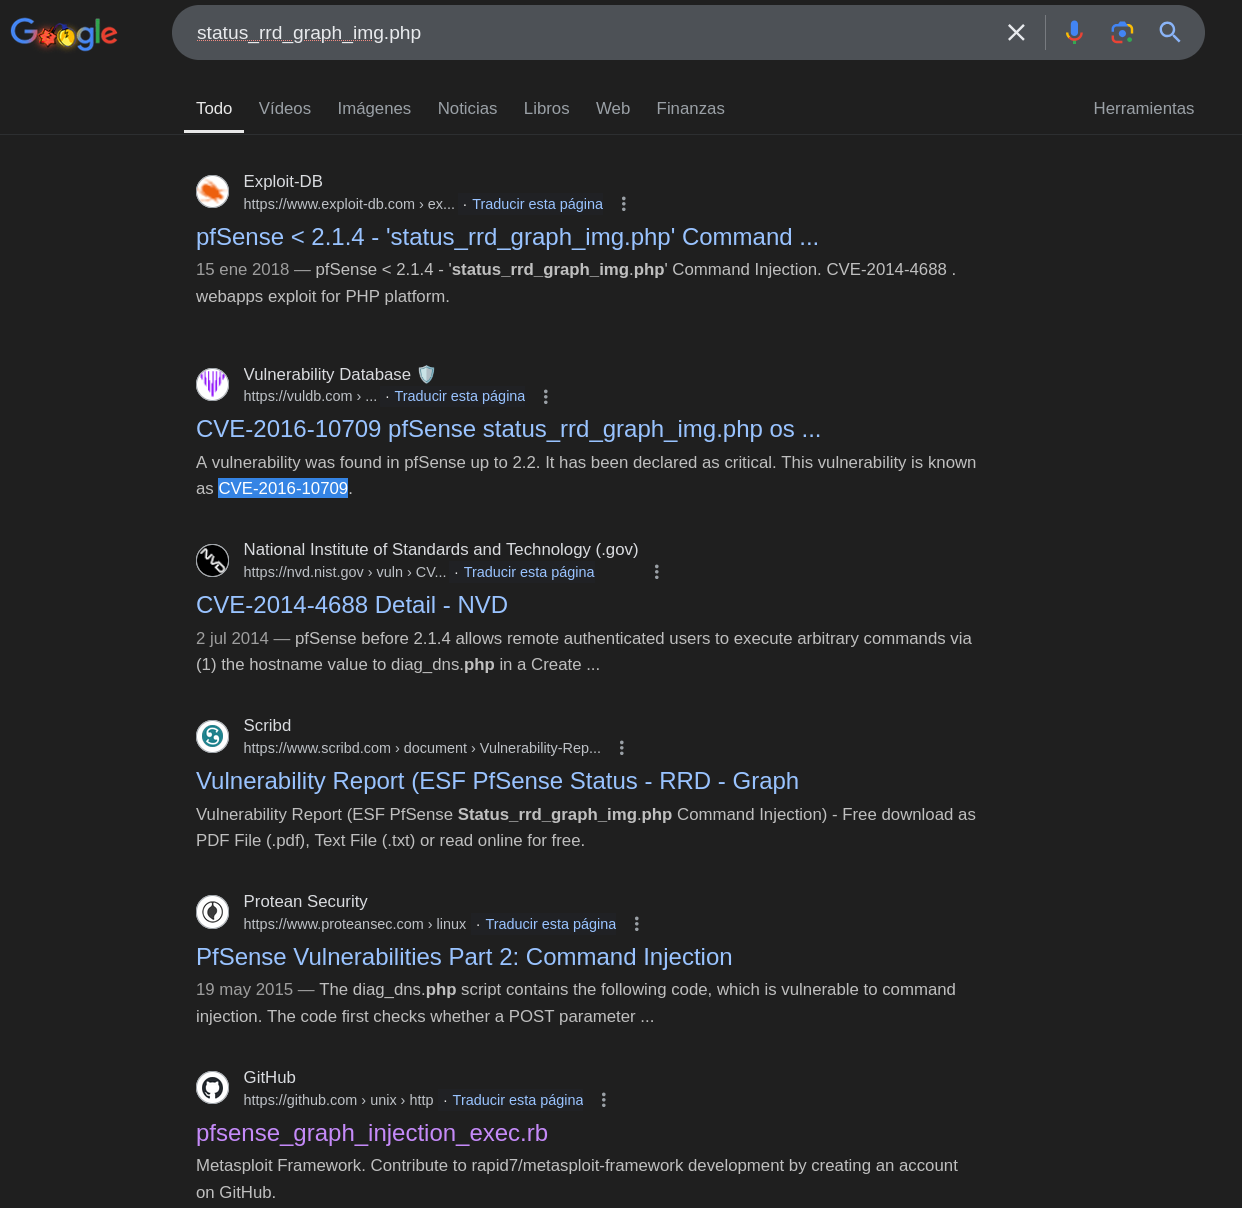 Google
status_rrd_graph_img.php
Todo Vídeos Imágenes Noticias Libros Web Finanzas Herramientas
Exploit-DB
https://www.exploit-db.com › ex... · Traducir esta página
pfSense < 2.1.4 - 'status_rrd_graph_img.php' Command ...
15 ene 2018 — pfSense < 2.1.4 - 'status_rrd_graph_img.php' Command Injection. CVE-2014-4688 .
webapps exploit for PHP platform.
Vulnerability Database 🛡️
https://vuldb.com › ... · Traducir esta página
CVE-2016-10709 pfSense status_rrd_graph_img.php os ...
A vulnerability was found in pfSense up to 2.2. It has been declared as critical. This vulnerability is known
as CVE-2016-10709.
National Institute of Standards and Technology (.gov)
https://nvd.nist.gov › vuln › CV... · Traducir esta página
CVE-2014-4688 Detail - NVD
2 jul 2014 — pfSense before 2.1.4 allows remote authenticated users to execute arbitrary commands via
(1) the hostname value to diag_dns.php in a Create ...
Scribd
https://www.scribd.com › document › Vulnerability-Rep...
Vulnerability Report (ESF PfSense Status - RRD - Graph
Vulnerability Report (ESF PfSense Status_rrd_graph_img.php Command Injection) - Free download as
PDF File (.pdf), Text File (.txt) or read online for free.
Protean Security
https://www.proteansec.com › linux · Traducir esta página
PfSense Vulnerabilities Part 2: Command Injection
19 may 2015 — The diag_dns.php script contains the following code, which is vulnerable to command
injection. The code first checks whether a POST parameter ...
GitHub
https://github.com › unix › http · Traducir esta página
pfsense_graph_injection_exec.rb
Metasploit Framework. Contribute to rapid7/metasploit-framework development by creating an account
on GitHub.